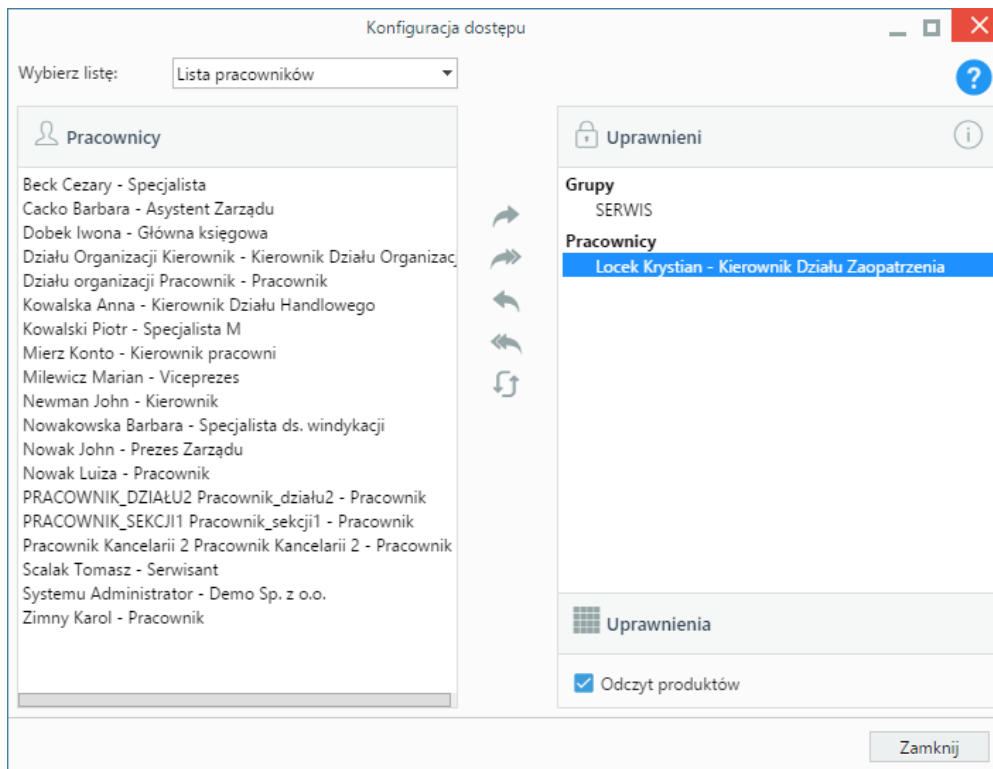 Konfiguracja dostępu
Wybierz listę:
Lista pracowników
?
Pracownicy
Beck Cezary - Specjalista
Cacko Barbara - Asystent Zarządu
Dobek Iwona - Główna księgowa
Działu Organizacji Kierownik - Kierownik Działu Organizac
Działu organizacji Pracownik - Pracownik
Kowalska Anna - Kierownik Działu Handlowego
Kowalski Piotr - Specjalista M
Mierz Konto - Kierownik pracowni
Milewicz Marian - Viceprezes
Newman John - Kierownik
Nowakowska Barbara - Specjalista ds. windykacji
Nowak John - Prezes Zarządu
Nowak Luiza - Pracownik
PRACOWNIK_DZIAŁU2 Pracownik_działu2 - Pracownik
PRACOWNIK_SEKCJI1 Pracownik_sekcji1 - Pracownik
Pracownik Kancelarii 2 Pracownik Kancelarii 2 - Pracownik
Scalak Tomasz - Serwisant
Systemu Administrator - Demo Sp. z o.o.
Zimny Karol - Pracownik
Uprawnieni
i
Grupy
SERWIS
Pracownicy
Locek Krystian - Kierownik Działu Zaopatrzenia
Uprawnienia
Odczyt produktów
Zamknij